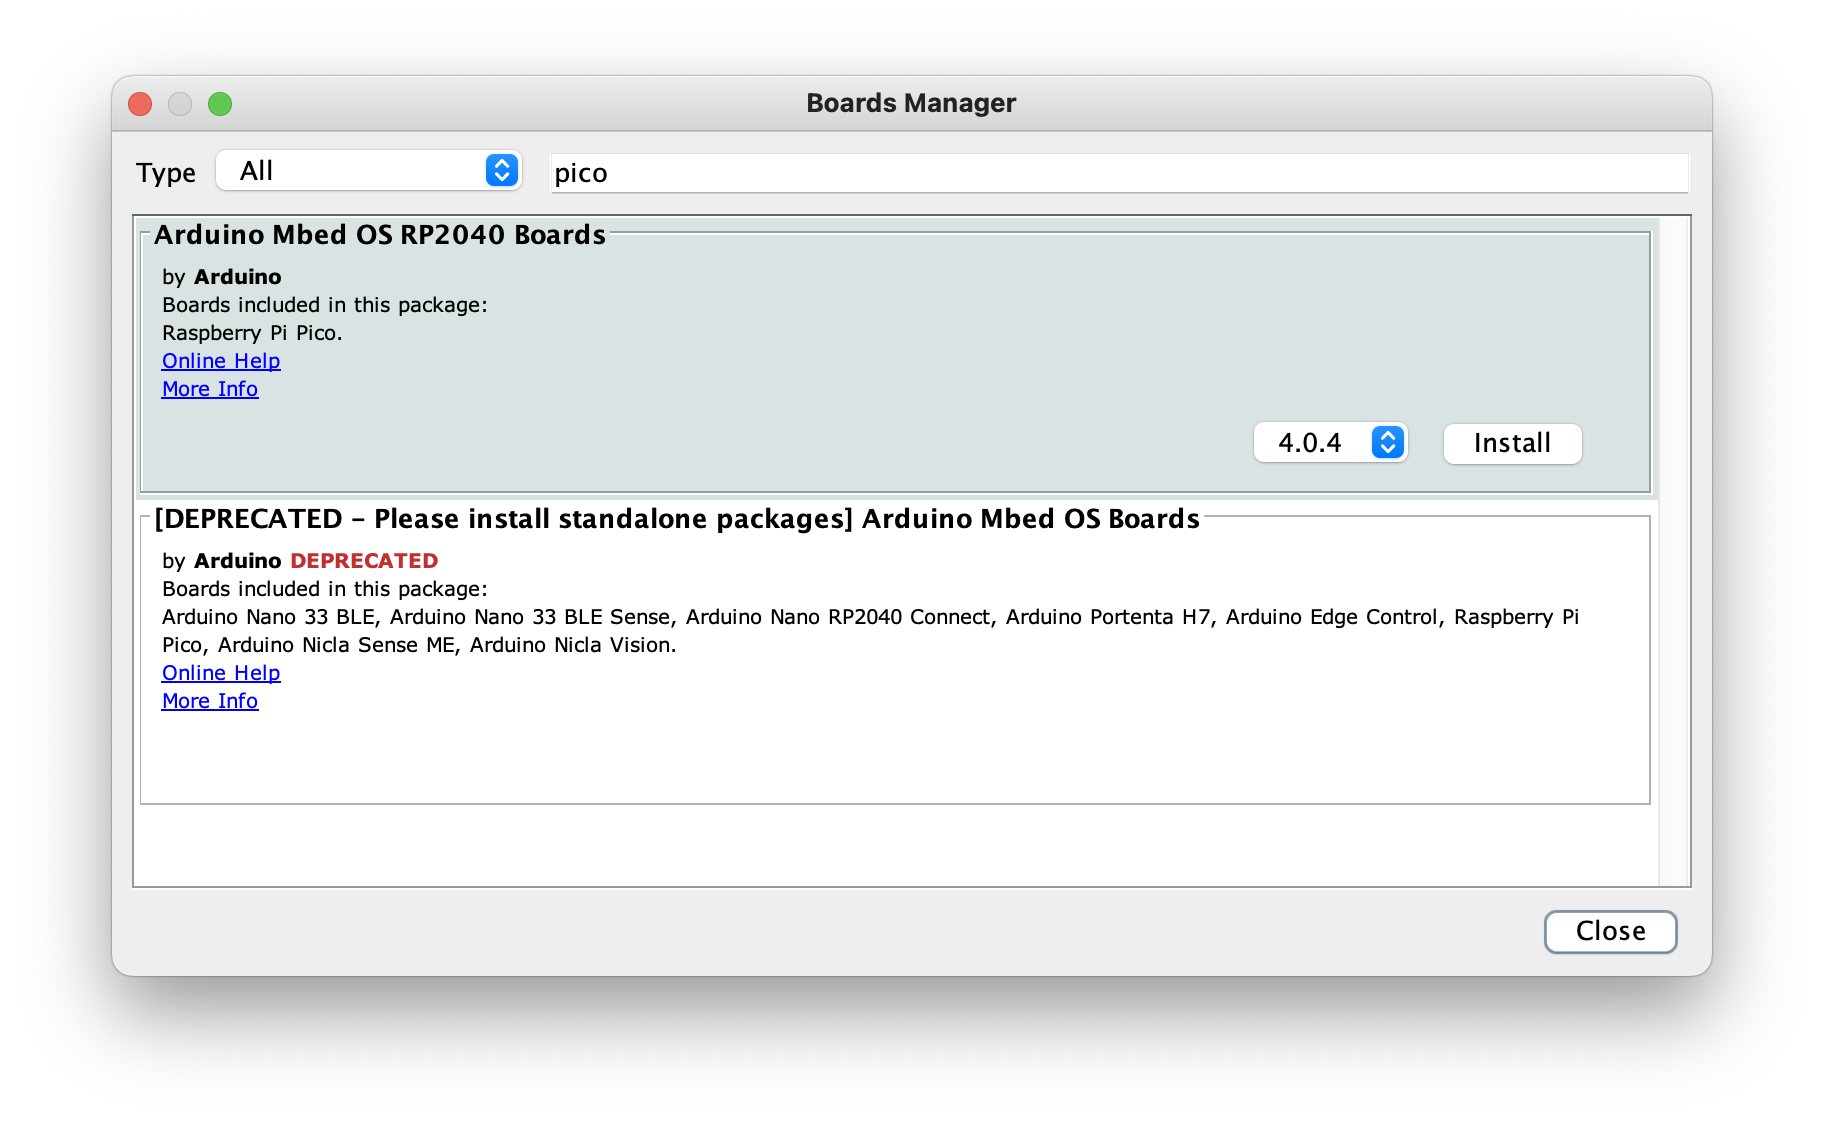 Boards Manager
Type All pico
Arduino Mbed OS RP2040 Boards
by Arduino
Boards included in this package:
Raspberry Pi Pico.
Online Help
More Info
4.0.4 Install
[DEPRECATED – Please install standalone packages] Arduino Mbed OS Boards
by Arduino DEPRECATED
Boards included in this package:
Arduino Nano 33 BLE, Arduino Nano 33 BLE Sense, Arduino Nano RP2040 Connect, Arduino Portenta H7, Arduino Edge Control, Raspberry Pi
Pico, Arduino Nicla Sense ME, Arduino Nicla Vision.
Online Help
More Info
Close